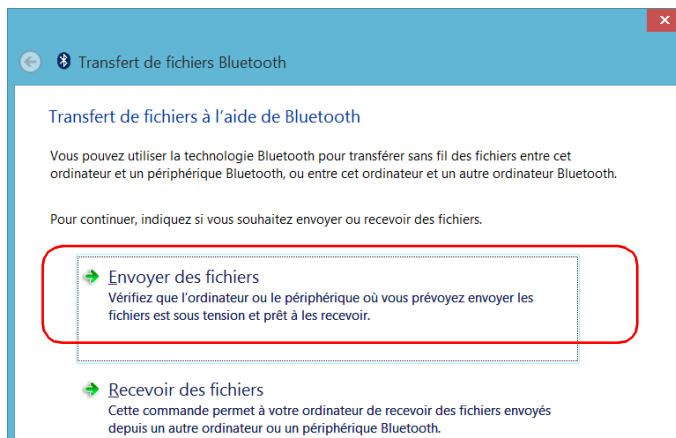 Transfert de fichiers Bluetooth
Transfert de fichiers à l'aide de Bluetooth
Vous pouvez utiliser la technologie Bluetooth pour transférer sans fil des fichiers entre cet
ordinateur et un périphérique Bluetooth, ou entre cet ordinateur et un autre ordinateur Bluetooth.
Pour continuer, indiquez si vous souhaitez envoyer ou recevoir des fichiers.
Envoyer des fichiers
Vérifiez que l'ordinateur ou le périphérique où vous prévoyez envoyer les
fichiers est sous tension et prêt à les recevoir.
Recevoir des fichiers
Cette commande permet à votre ordinateur de recevoir des fichiers envoyés
depuis un autre ordinateur ou un périphérique Bluetooth.